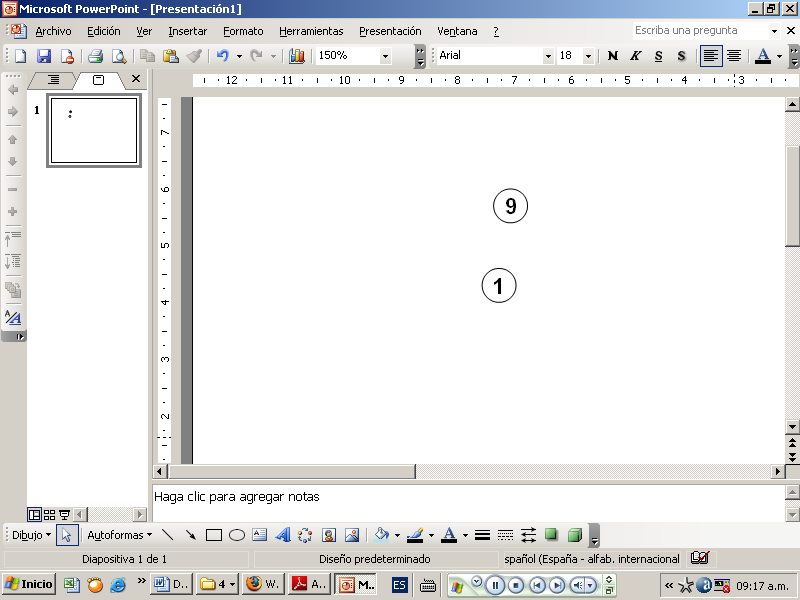 Microsoft PowerPoint - [Presentación1]
Archivo Edición Ver Insertar Formato Herramientas Presentación Ventana ? Escriba una pregunta
150% Arial 18 N K S S A
12 11 10 9 8 7 6 5 4 3
1
7
6
5
4
3
2
9
1
Haga clic para agregar notas
Dibujo Autoformas A
Diapositiva 1 de 1 Diseño predeterminado spañol (España - alfab. internacional
Inicio D.. 4 W. A.. M.. ES 09:17 a.m.